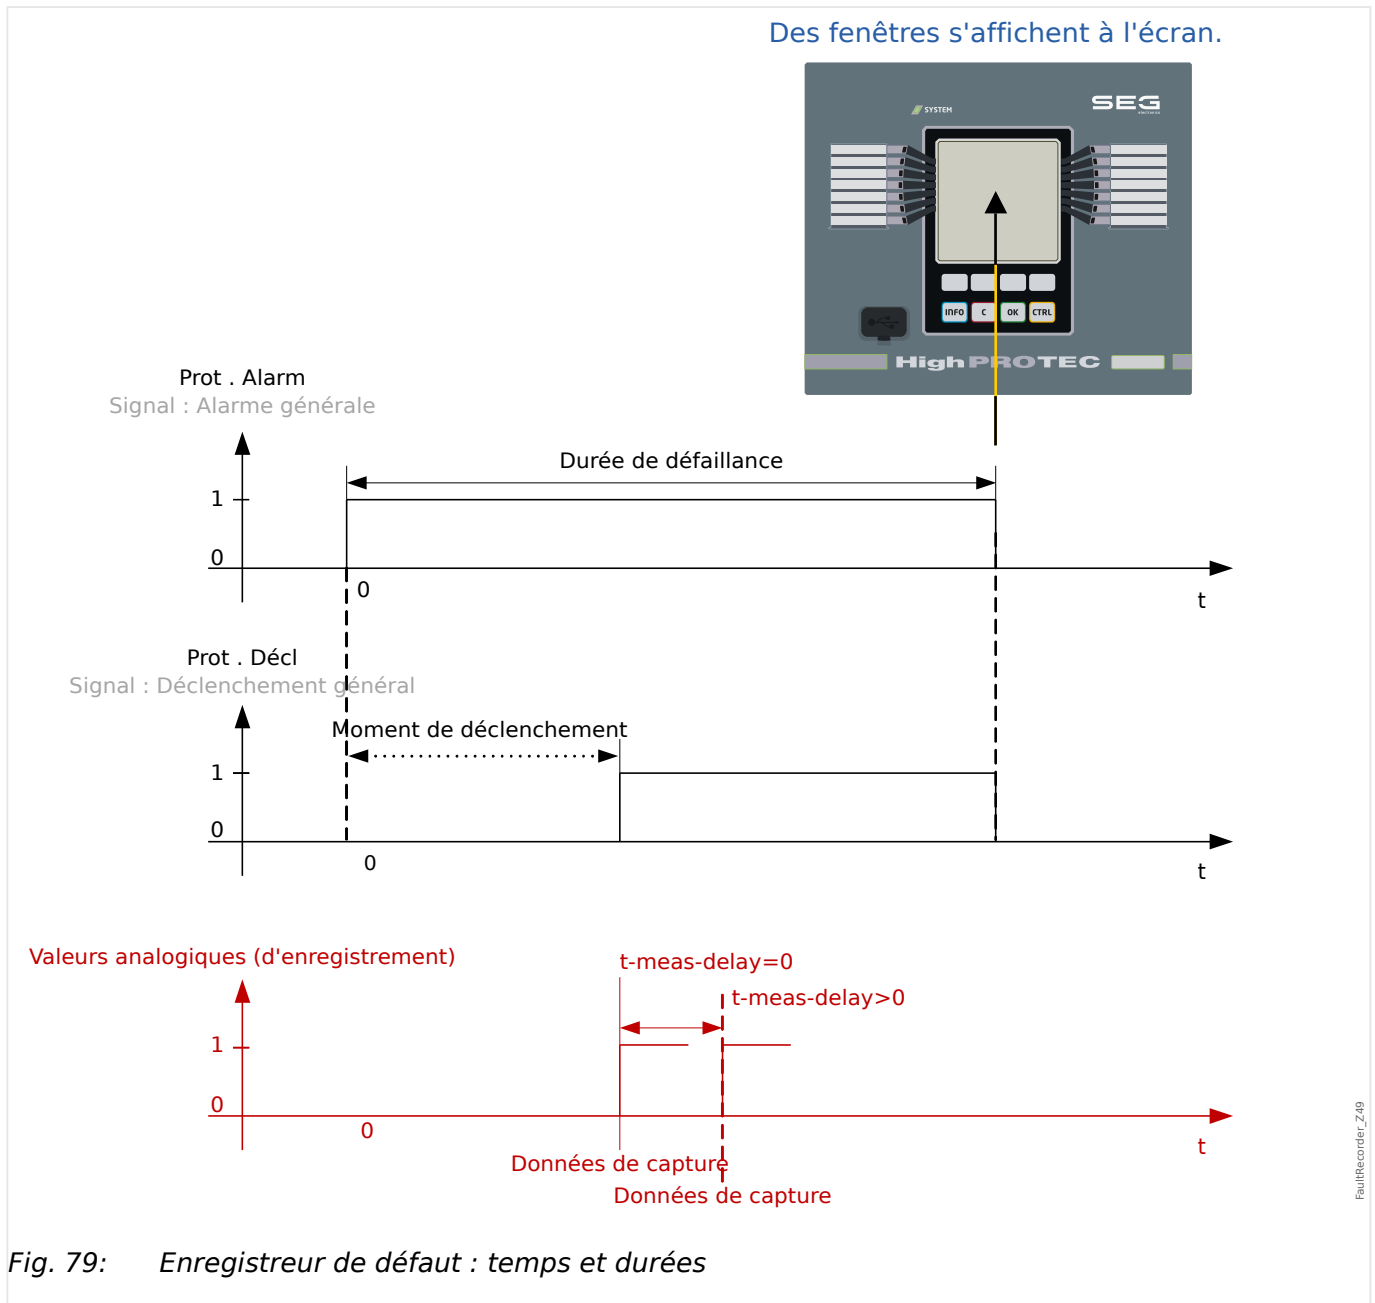 Des fenêtres s'affichent à l'écran.
SYSTEM
SEG
electronics
INFO
C
OK
CTRL
HighPROTEC
Prot . Alarm
Signal : Alarme générale
Durée de défaillance
1
0
0
t
Prot . Décl
Signal : Déclenchement général
Moment de déclenchement
1
0
0
t
Valeurs analogiques (d'enregistrement)
t-meas-delay=0
t-meas-delay>0
1
0
0
t
Données de capture
Données de capture
FaultRecorder_Z49
Fig. 79: Enregistreur de défaut : temps et durées